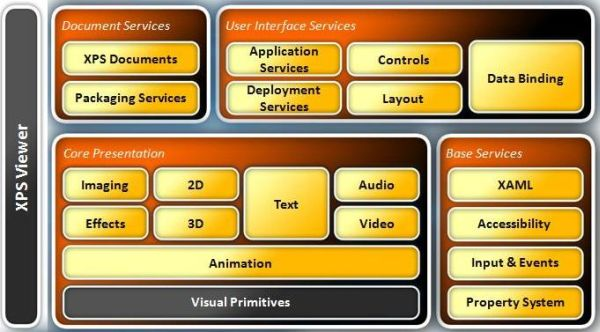 XPS Viewer
Document Services
XPS Documents
Packaging Services
User Interface Services
Application
Services
Controls
Data Binding
Deployment
Services
Layout
Core Presentation
Imaging
2D
Text
Audio
Effects
3D
Video
Animation
Visual Primitives
Base Services
XAML
Accessibility
Input & Events
Property System